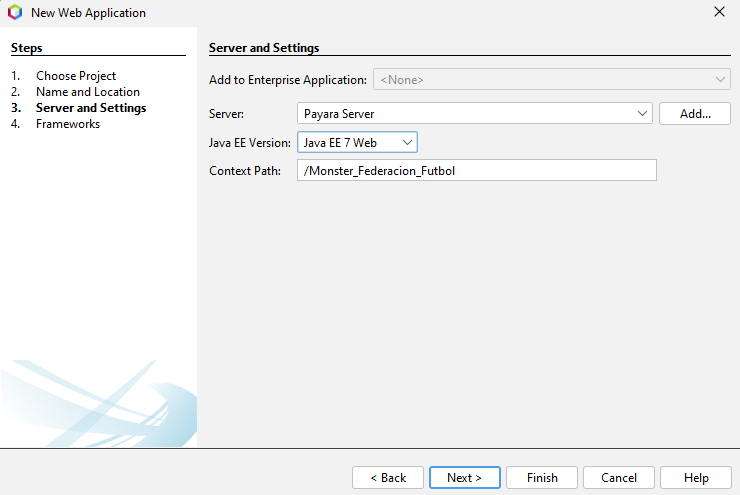 New Web Application
Steps
1. Choose Project
2. Name and Location
3. Server and Settings
4. Frameworks
Server and Settings
Add to Enterprise Application: <None>
Server: Payara Server Add...
Java EE Version: Java EE 7 Web
Context Path: /Monster_Federacion_Futbol
< Back Next > Finish Cancel Help